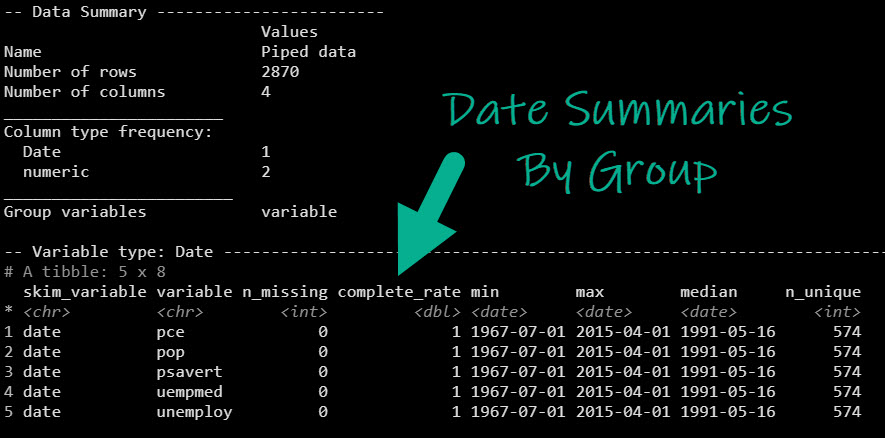 -- Data Summary ------------------------
Values
Name Piped data
Number of rows 2870
Number of columns 4
_______________________
Column type frequency:
Date 1
numeric 2
________________________
Group variables variable
Date Summaries
By Group
-- Variable type: Date ----------------------------------------------------------------------
# A tibble: 5 x 8
skim_variable variable n_missing complete_rate min max median n_unique
* <chr> <chr> <int> <dbl> <date> <date> <date> <int>
1 date pce 0 1 1967-07-01 2015-04-01 1991-05-16 574
2 date pop 0 1 1967-07-01 2015-04-01 1991-05-16 574
3 date psavert 0 1 1967-07-01 2015-04-01 1991-05-16 574
4 date uempmed 0 1 1967-07-01 2015-04-01 1991-05-16 574
5 date unemploy 0 1 1967-07-01 2015-04-01 1991-05-16 574